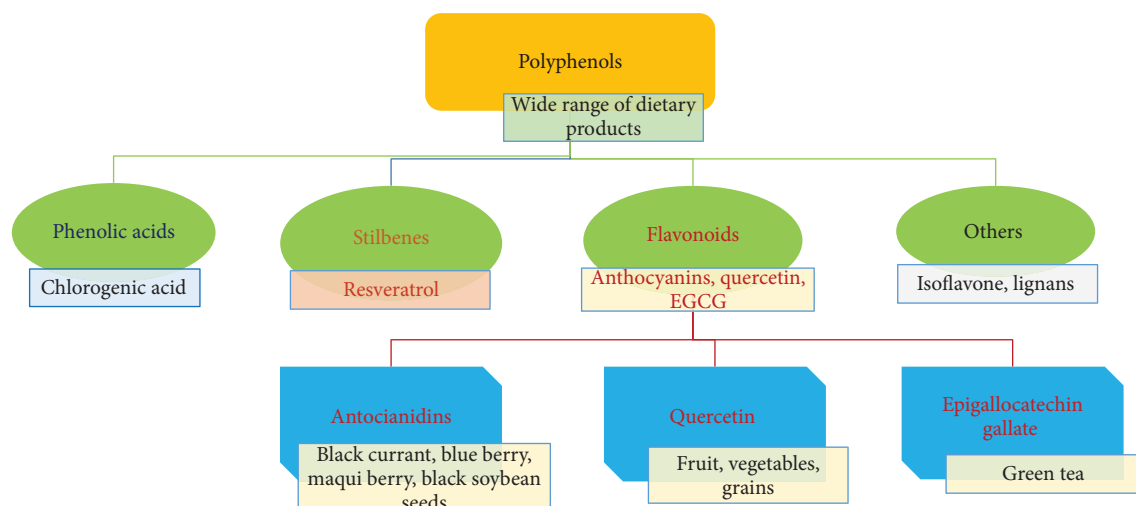 Polyphenols
Wide range of dietary
products
Phenolic acids
Chlorogenic acid
Stilbenes
Resveratrol
Flavonoids
Anthocyanins, quercetin,
EGCG
Others
Isoflavone, lignans
Antocianidins
Black currant, blue berry,
maqui berry, black soybean
seeds
Quercetin
Fruit, vegetables,
grains
Epigallocatechin
gallate
Green tea